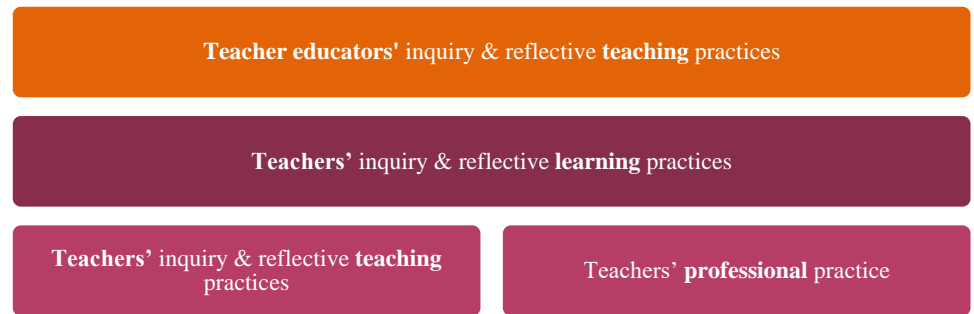 Teacher educators' inquiry & reflective teaching practices
Teachers’ inquiry & reflective learning practices
Teachers’ inquiry & reflective teaching
practices
Teachers’ professional practice